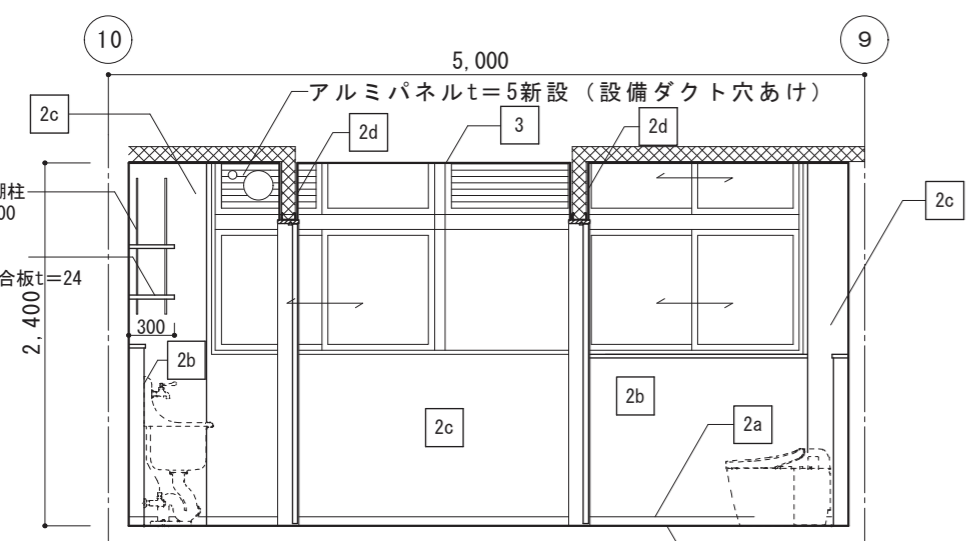 10
9
5,000
アルミパネルt=5新設(設備ダクト穴あけ)
2c
2d
3
2d
2c
棚柱
00
合板t=24
2,400
300
2b
2b
2c
2a